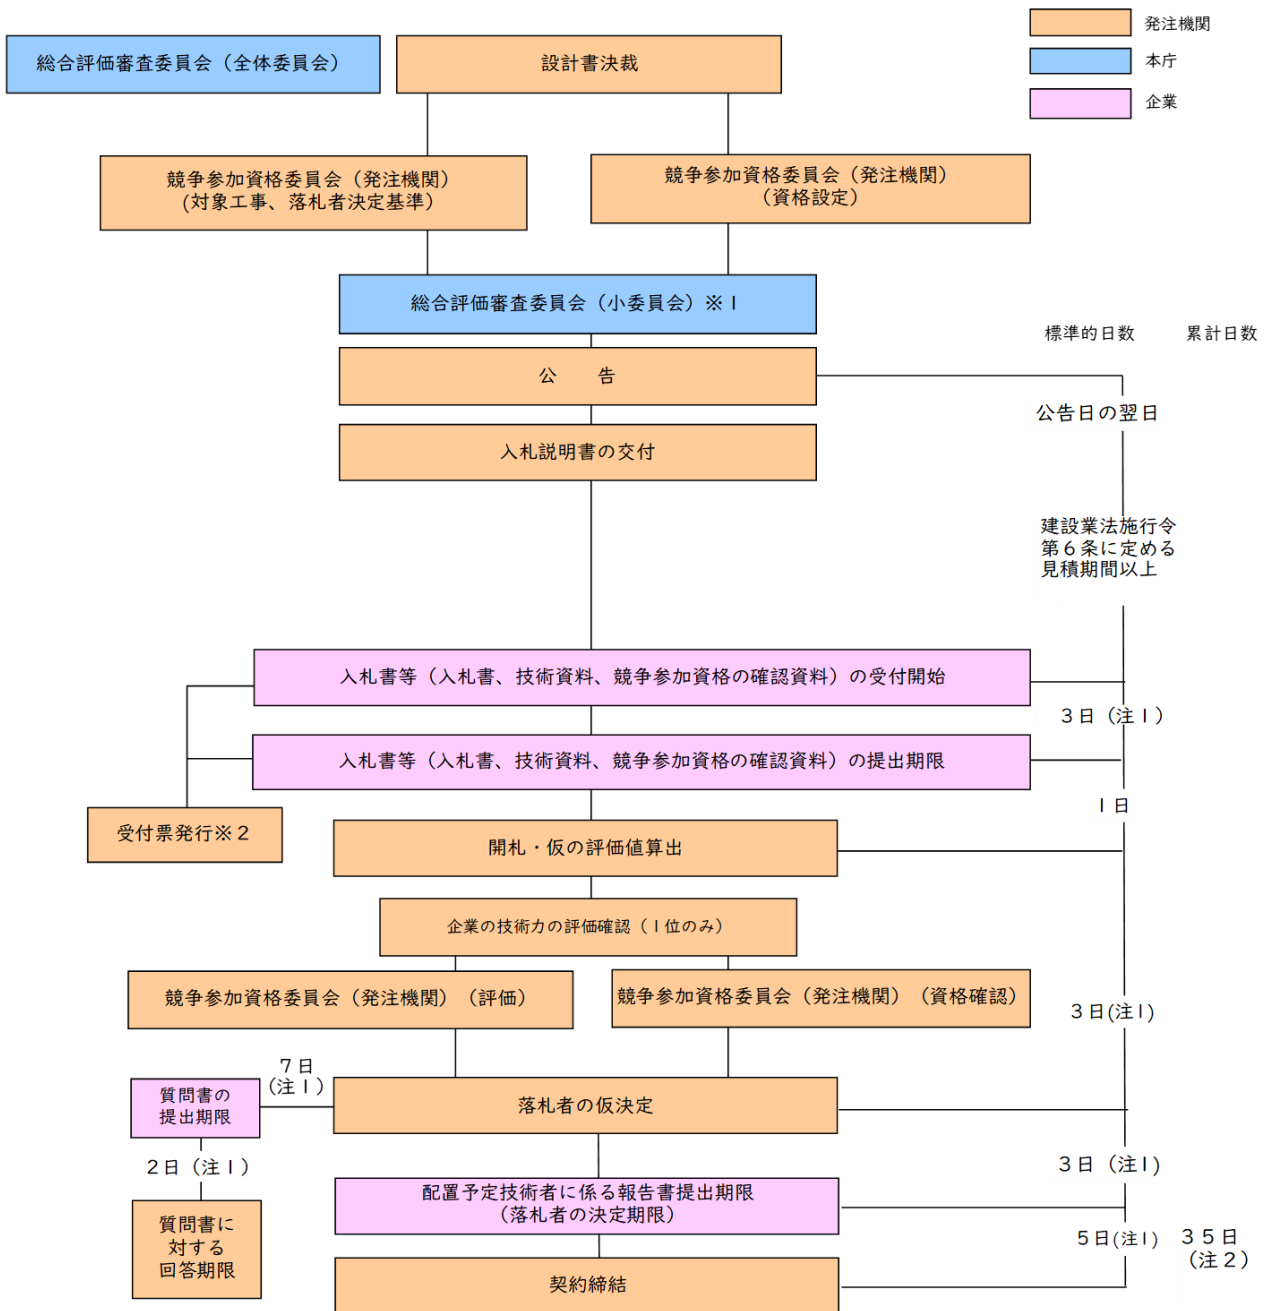 発注機関
本庁
企業
総合評価審査委員会（全体委員会）
設計書決裁
競争参加資格委員会（発注機関）
(対象工事、落札者決定基準）
競争参加資格委員会（発注機関）
（資格設定）
総合評価審査委員会（小委員会）※１
標準的日数　累計日数
公　　告
公告日の翌日
入札説明書の交付
建設業法施行令
第６条に定める
見積期間以上
入札書等（入札書、技術資料、競争参加資格の確認資料）の受付開始
３日（注１）
入札書等（入札書、技術資料、競争参加資格の確認資料）の提出期限
１日
受付票発行※２
開札・仮の評価値算出
企業の技術力の評価確認（１位のみ）
競争参加資格委員会（発注機関）（評価）
競争参加資格委員会（発注機関）（資格確認）
３日(注１)
７日
（注１）
質問書の
提出期限
落札者の仮決定
２日（注１）
３日（注１）
配置予定技術者に係る報告書提出期限
（落札者の決定期限）
質問書に
対する
回答期限
５日(注１)
３５日
（注２）
契約締結